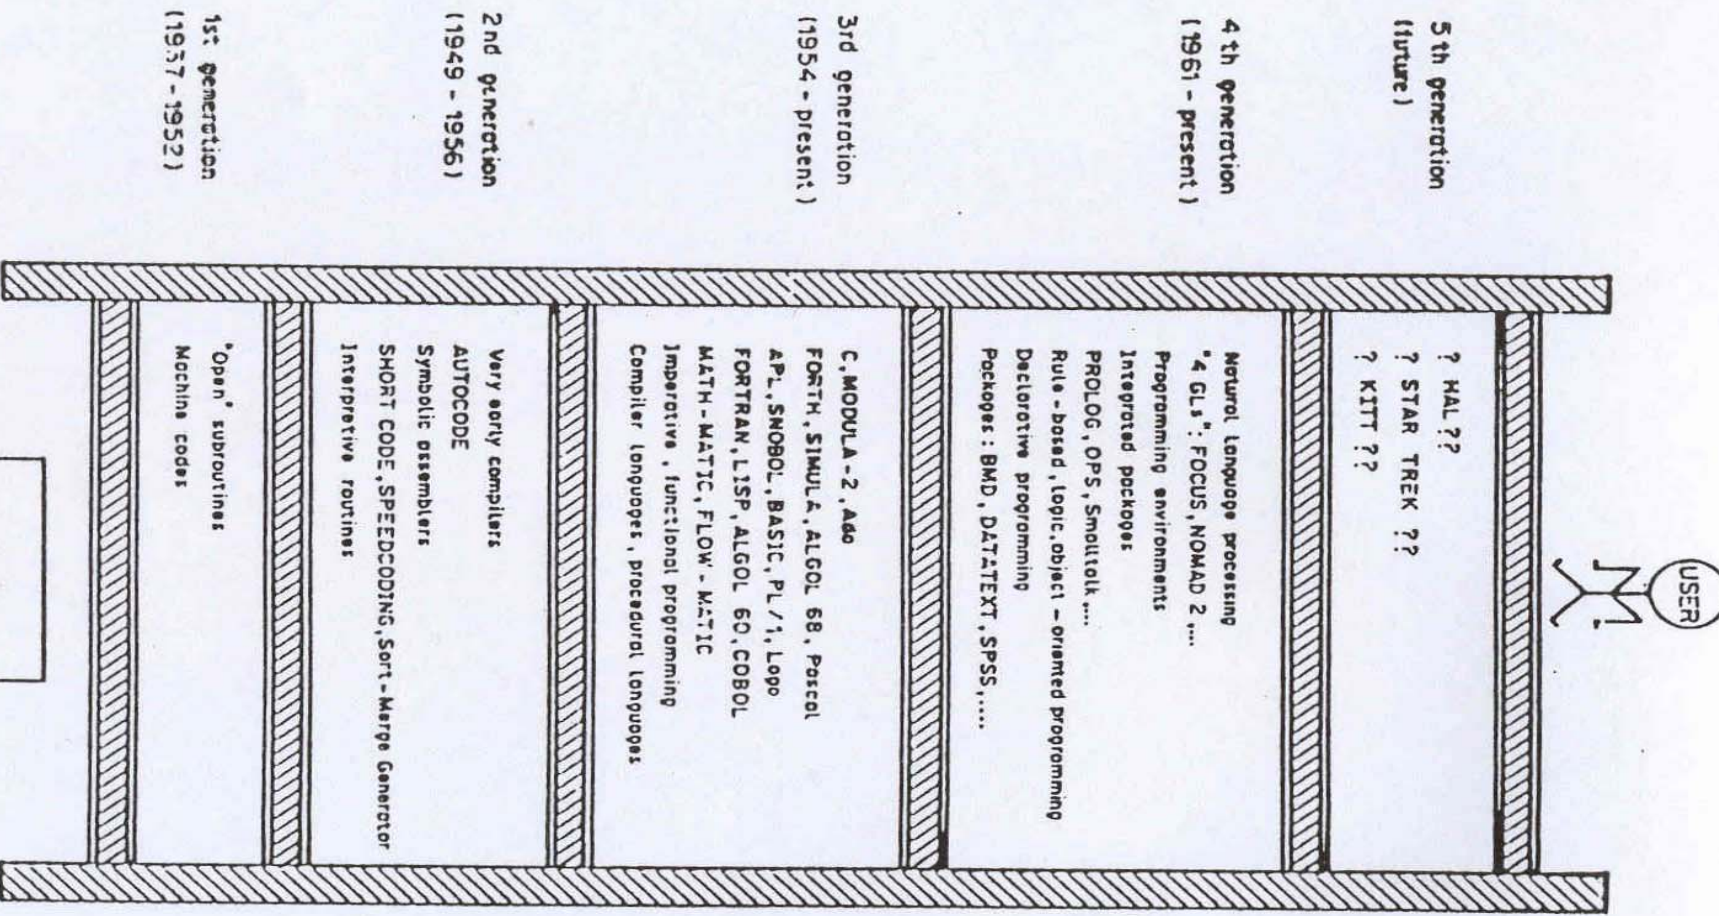 USER
5th generation
(future)
? HAL ??
? STAR TREK ??
? KITT ??
4th generation
(1961 - present)
Natural language processing
"4 GLs": FOCUS, NOMAD 2,...
Programming environments
Integrated packages
PROLOG, OPS, Smalltalk,...
Rule - based, logic, object - oriented programming
Declarative programming
Packages: BMD, DATATEXT, SPSS,....
3rd generation
(1954 - present)
C, MODULA - 2, Ada
FORTH, SIMULA, ALGOL 68, Pascal
APL, SNOBOL, BASIC, PL/1, Logo
FORTRAN, LISP, ALGOL 60, COBOL
MATH - MATIC, FLOW - MATIC
Imperative, functional programming
Compiler languages, procedural languages
2nd generation
(1949 - 1956)
Very early compilers
AUTOCODE
Symbolic assemblers
SHORT CODE, SPEEDCODING, Sort - Merge Generator
Interpretive routines
1st generation
(1937 - 1952)
"Open" subroutines
Machine codes